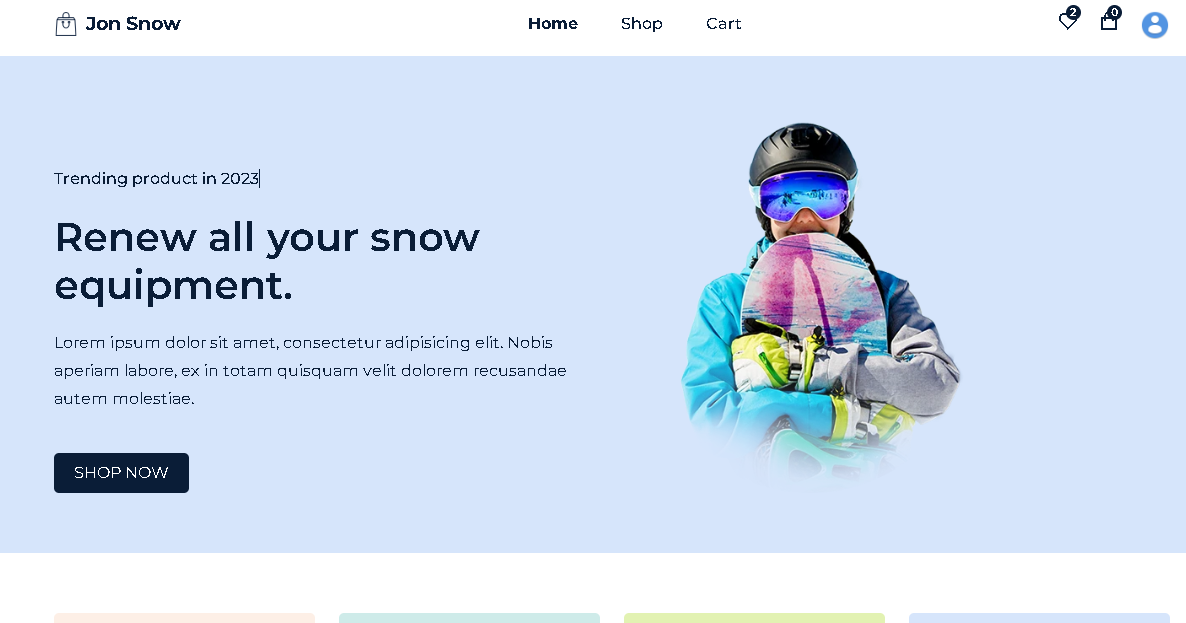 Jon Snow
Home
Shop
Cart
2
0
Trending product in 2023
Renew all your snow
equipment.
Lorem ipsum dolor sit amet, consectetur adipisicing elit. Nobis
aperiam labore, ex in totam quisquam velit dolorem recusandae
autem molestiae.
SHOP NOW